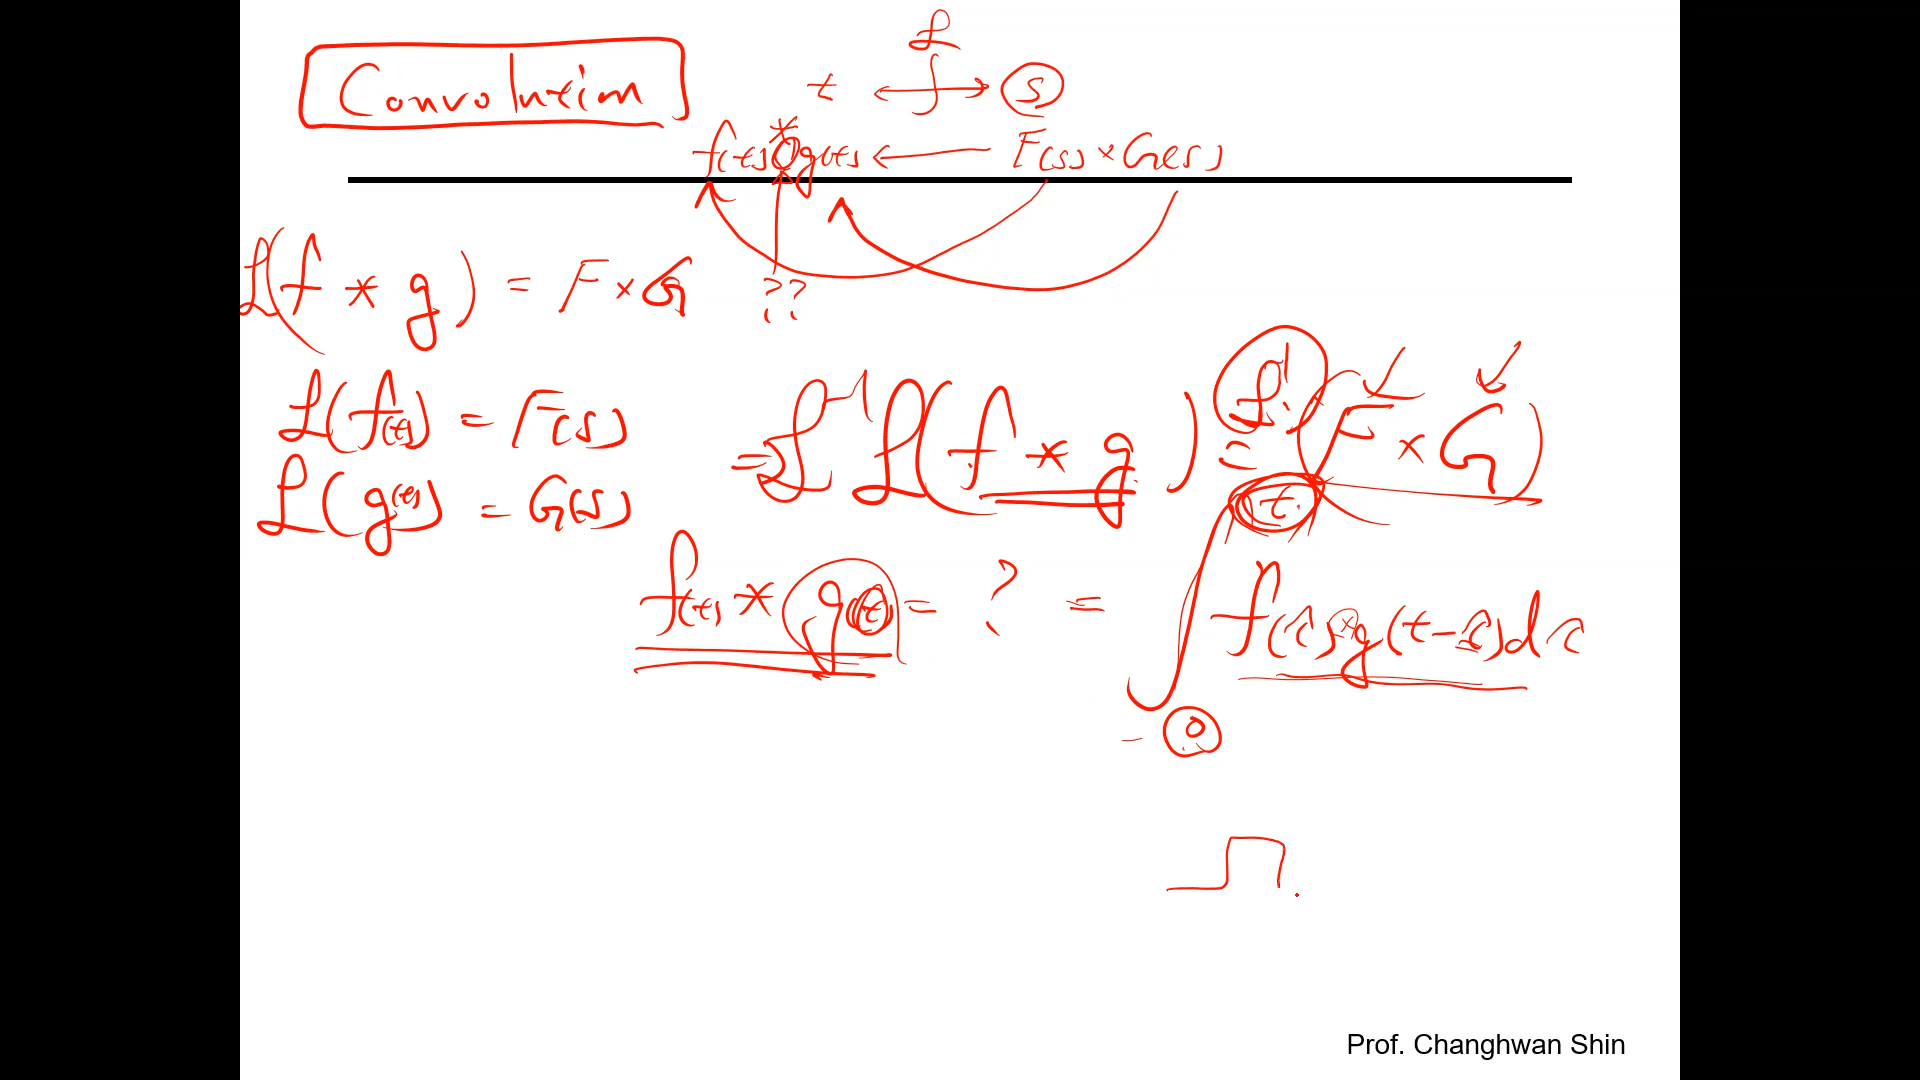 Convolution
ℒ
t ⟷ s
f(t) * g(t) ← F(s) × G(s)
ℒ(f * g) = F × G ??
ℒ(f(t)) = F(s)
= ℒ⁻¹ ℒ(f * g) = ℒ⁻¹(F × G)
ℒ(g(t)) = G(s)
f(t) * g(t) = ? = ∫₀ᵗ f(τ) × g(t-τ)dτ
Prof. Changhwan Shin